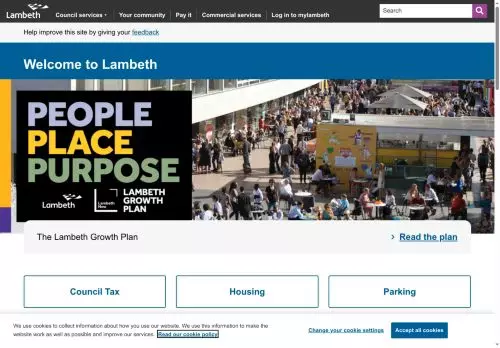 Lambeth
Council services
Your community
Pay it
Commercial services
Log in to mylambeth
Search
Help improve this site by giving your feedback
Welcome to Lambeth
PEOPLE
PLACE
PURPOSE
Lambeth
Lambeth
Now
LAMBETH
GROWTH
PLAN
The Lambeth Growth Plan
Read the plan
Council Tax
Housing
Parking
We use cookies to collect information about how you use our website. We use this information to make
the website work as well as possible and improve our services. Read our cookie policy
Change your cookie settings
Accept all cookies